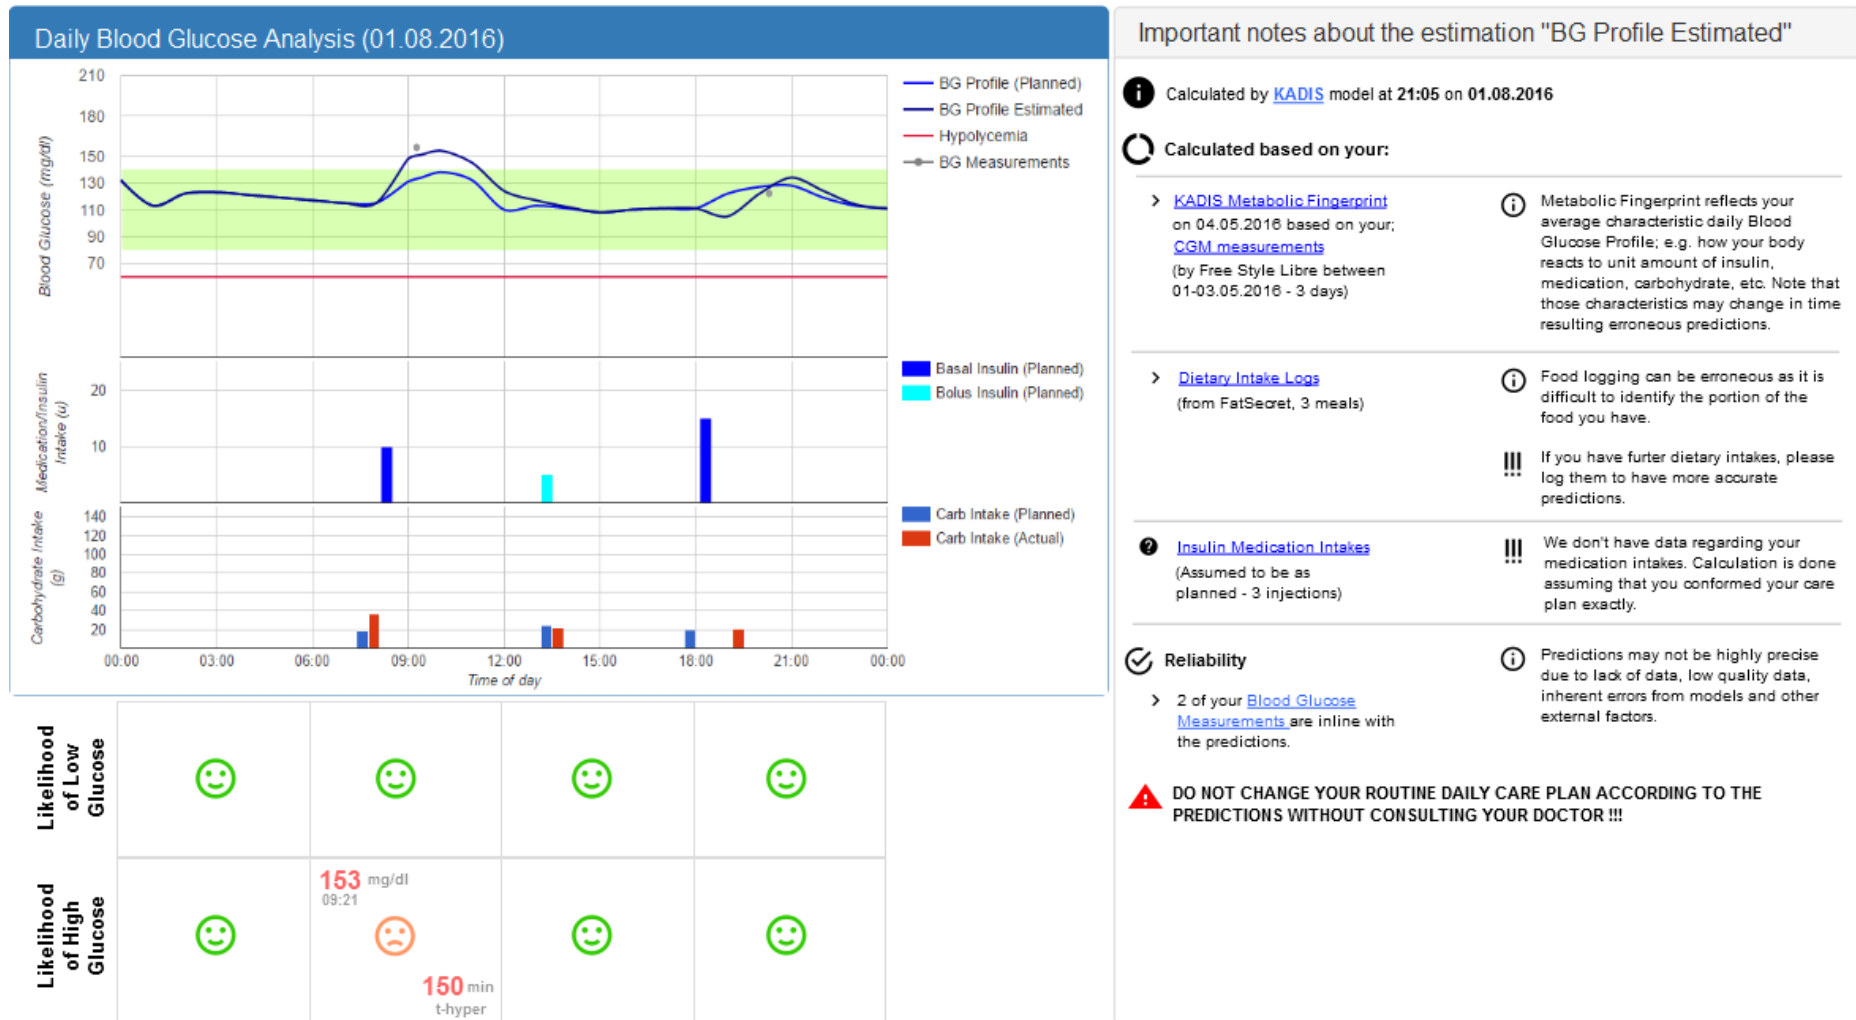 Daily Blood Glucose Analysis (01.08.2016)
210
180
150
130
110
90
70
Blood Glucose (mg/dl)
BG Profile (Planned)
BG Profile Estimated
Hypolycemia
BG Measurements
20
10
Medication/Insulin
Intake (u)
Basal Insulin (Planned)
Bolus Insulin (Planned)
140
120
100
80
60
40
20
Carbohydrate Intake
(g)
Carb Intake (Planned)
Carb Intake (Actual)
00:00 03:00 06:00 09:00 12:00 15:00 18:00 21:00 00:00
Time of day
Likelihood
of Low
Glucose
Likelihood
of High
Glucose
153 mg/dl
09:21
150 min
t-hyper
Important notes about the estimation "BG Profile Estimated"
Calculated by KADIS model at 21:05 on 01.08.2016
Calculated based on your:
KADIS Metabolic Fingerprint
on 04.05.2016 based on your;
CGM measurements
(by Free Style Libre between
01-03.05.2016 - 3 days)
Metabolic Fingerprint reflects your
average characteristic daily Blood
Glucose Profile; e.g. how your body
reacts to unit amount of insulin,
medication, carbohydrate, etc. Note that
those characteristics may change in time
resulting erroneous predictions.
Dietary Intake Logs
(from FatSecret, 3 meals)
Food logging can be erroneous as it is
difficult to identify the portion of the
food you have.
!!! If you have furter dietary intakes, please
log them to have more accurate
predictions.
Insulin Medication Intakes
(Assumed to be as
planned - 3 injections)
!!! We don't have data regarding your
medication intakes. Calculation is done
assuming that you conformed your care
plan exactly.
Reliability
2 of your Blood Glucose
Measurements are inline with
the predictions.
Predictions may not be highly precise
due to lack of data, low quality data,
inherent errors from models and other
external factors.
DO NOT CHANGE YOUR ROUTINE DAILY CARE PLAN ACCORDING TO THE
PREDICTIONS WITHOUT CONSULTING YOUR DOCTOR !!!